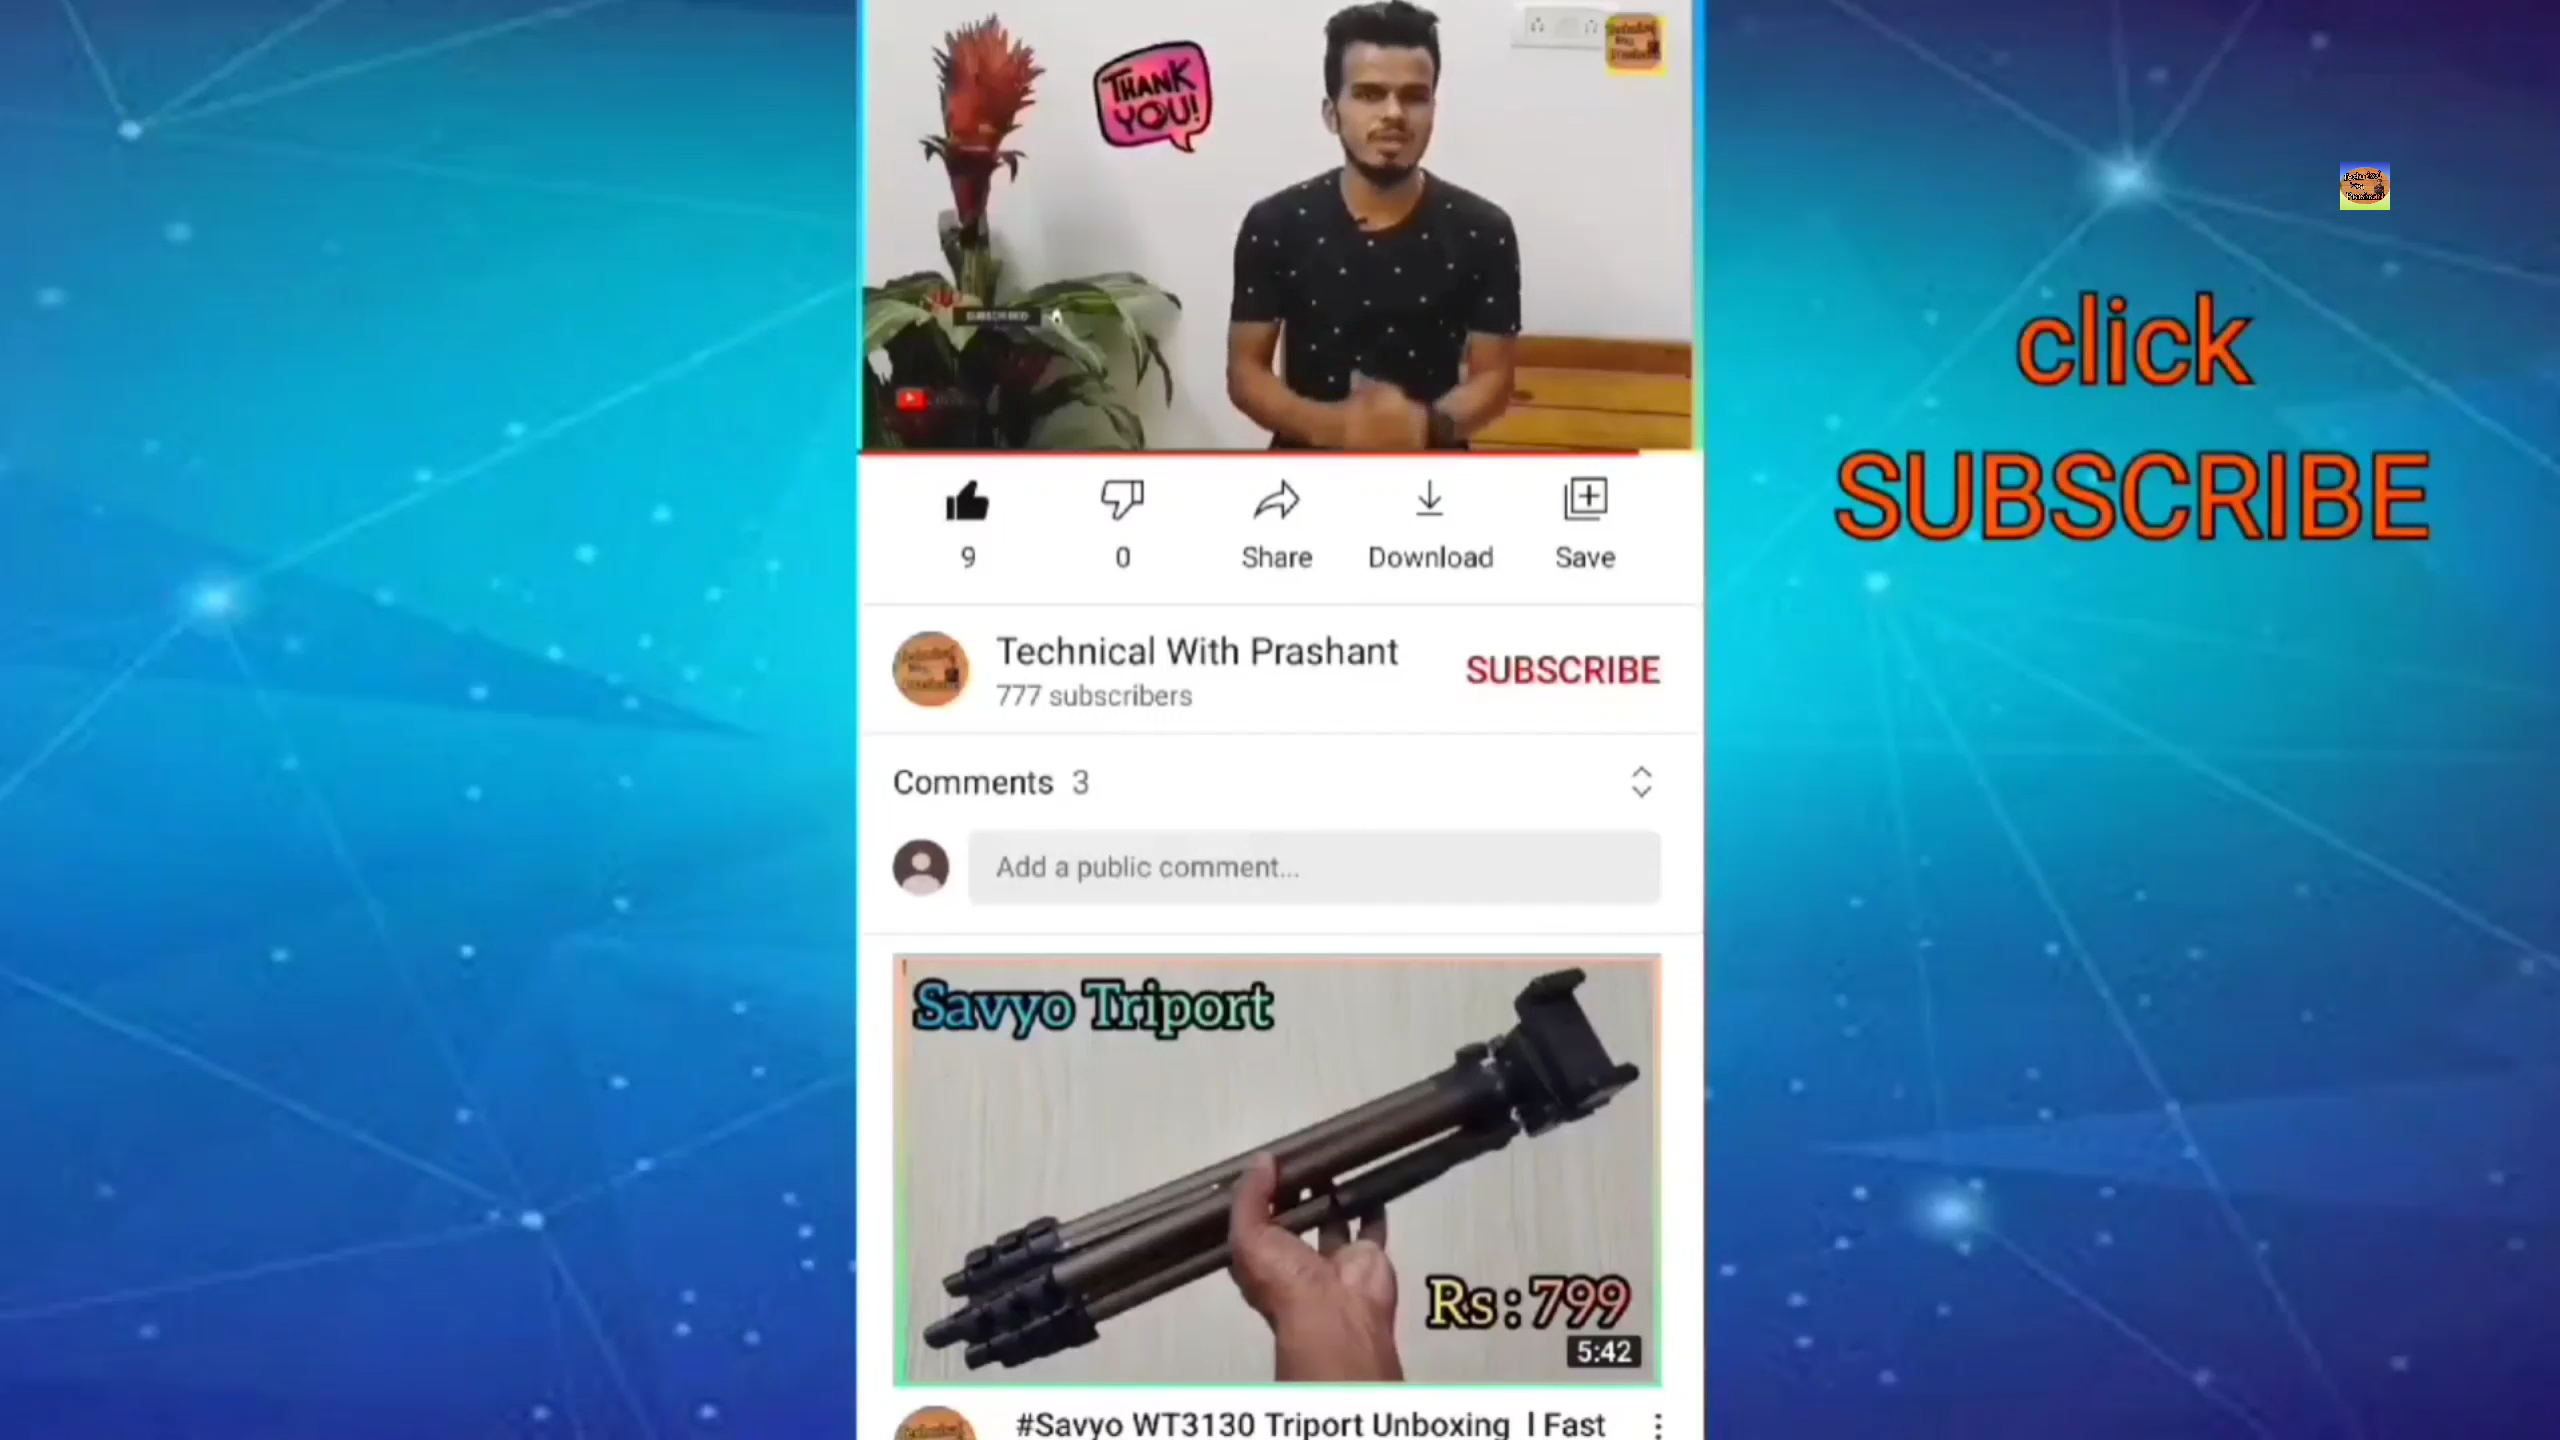 THANK
YOU!
SUBSCRIBED
click
SUBSCRIBE
9
0
Share
Download
Save
Technical With Prashant
777 subscribers
SUBSCRIBE
Comments 3
Add a public comment...
Savyo Triport
Rs:799
5:42
#Savyo WT3130 Triport Unboxing l Fast